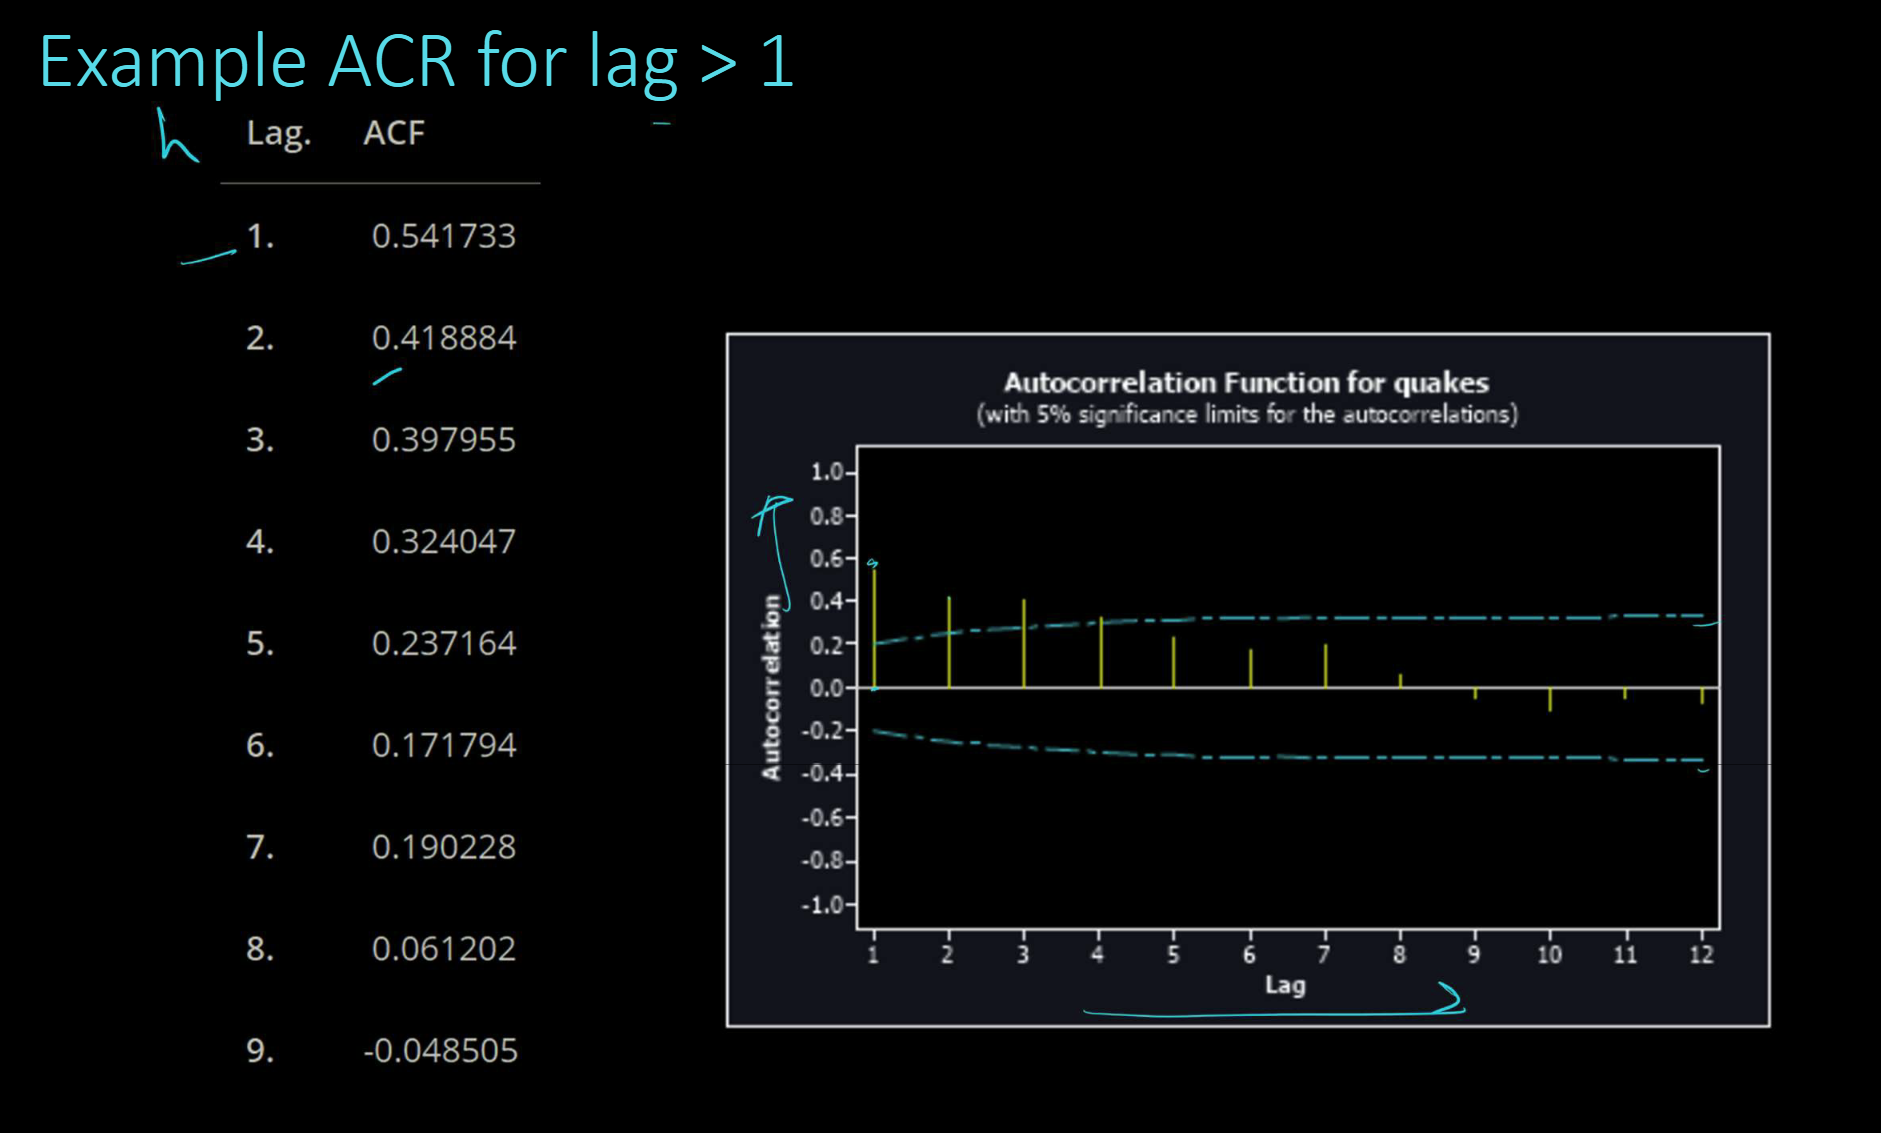 Example ACR for lag > 1
h
Lag. ACF
1. 0.541733
2. 0.418884
3. 0.397955
4. 0.324047
5. 0.237164
6. 0.171794
7. 0.190228
8. 0.061202
9. -0.048505
Autocorrelation Function for quakes
(with 5% significance limits for the autocorrelations)
Autocorrelation
1.0
0.8
0.6
0.4
0.2
0.0
-0.2
-0.4
-0.6
-0.8
-1.0
1 2 3 4 5 6 7 8 9 10 11 12
Lag